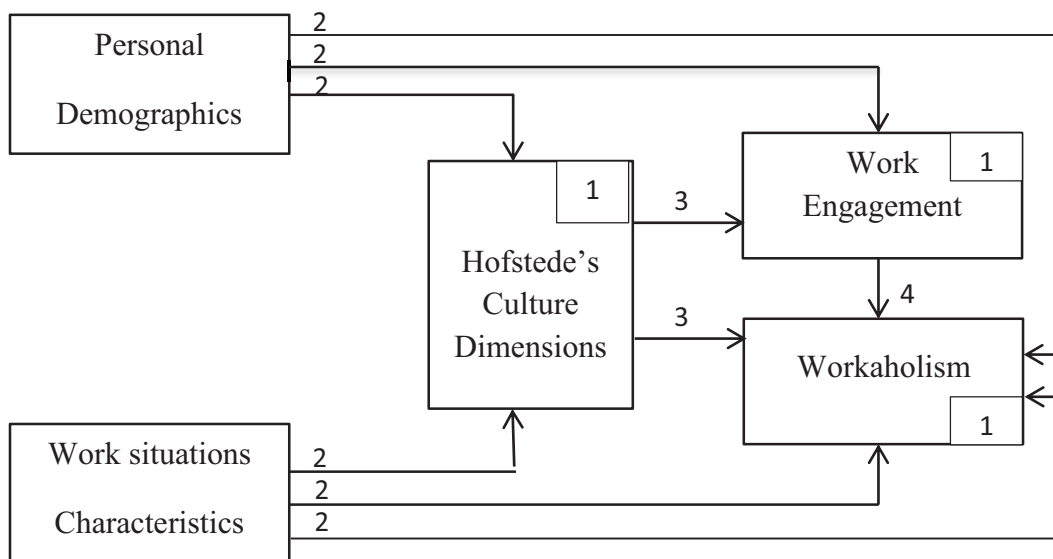 Personal
Demographics
2
2
2
1
Hofstede’s
Culture
Dimensions
3
3
Work
Engagement
1
4
Workaholism
1
Work situations
Characteristics
2
2
2